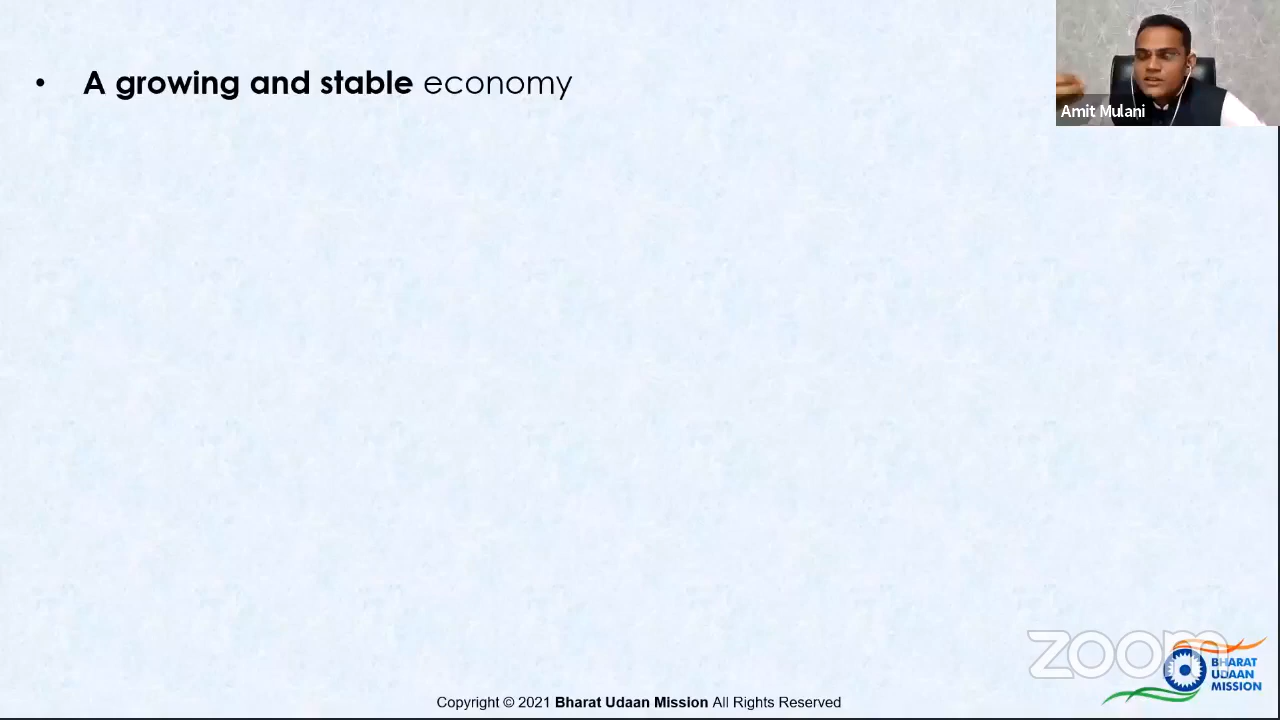 • A growing and stable economy
Amit Mulani
zoom
BHARAT
UDAAN
MISSION
Copyright © 2021 Bharat Udaan Mission All Rights Reserved